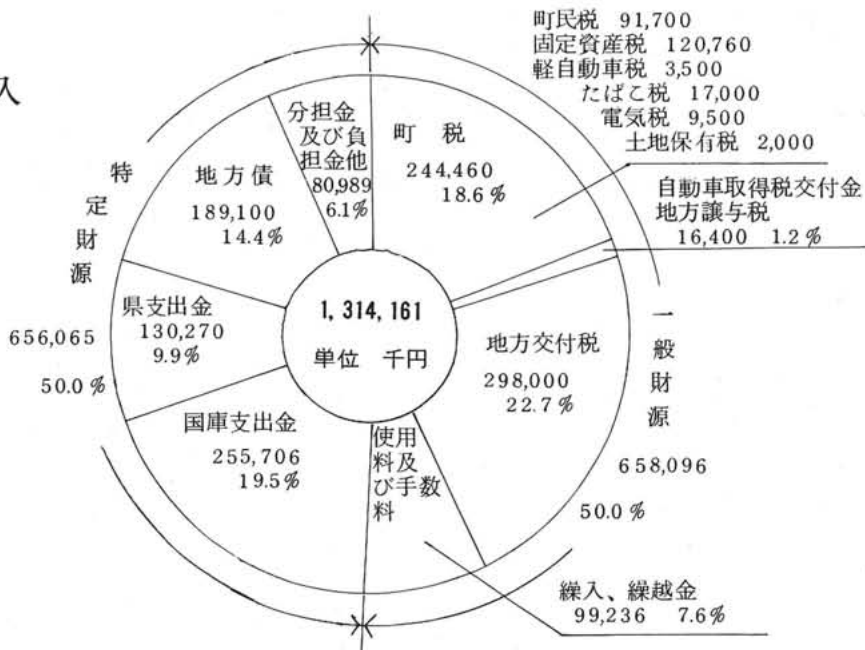 入
町民税 91,700
固定資産税 120,760
軽自動車税 3,500
たばこ税 17,000
電気税 9,500
土地保有税 2,000
町 税
244,460
18.6%
自動車取得税交付金
地方譲与税
16,400 1.2%
一般財源
658,096
50.0%
地方交付税
298,000
22.7%
使用
料及
び手数
料
繰入、繰越金
99,236 7.6%
国庫支出金
255,706
19.5%
県支出金
130,270
9.9%
特定財源
656,065
50.0%
地方債
189,100
14.4%
分担金
及び負
担金他
80,989
6.1%
1,314,161
単位 千円